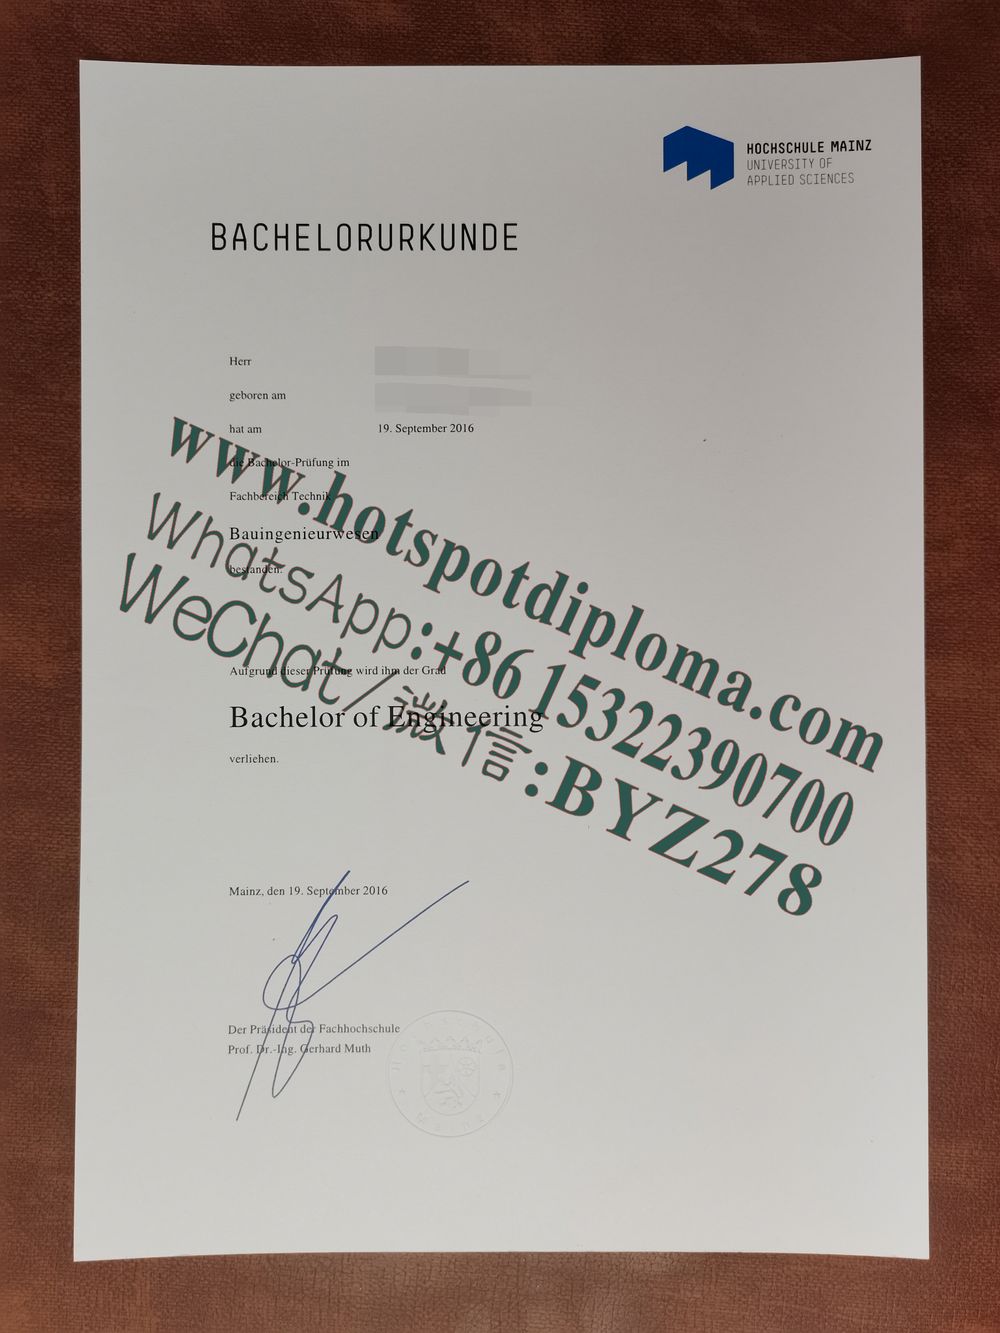 HOCHSCHULE MAINZ
UNIVERSITY OF
APPLIED SCIENCES
BACHELORURKUNDE
Herr
geboren am
hat am 19. September 2016
die Bachelor-Prüfung im
Fachbereich Technik
Bauingenieurwesen
bestanden.
Aufgrund dieser Prüfung wird ihm der Grad
Bachelor of Engineering
verliehen.
www.hotspotdiploma.com
WhatsApp:+86 15322390700
WeChat/微信:BYZ278
Mainz, den 19. September 2016
Der Präsident der Fachhochschule
Prof. Dr.-Ing. Gerhard Muth
Hochschule
Mainz